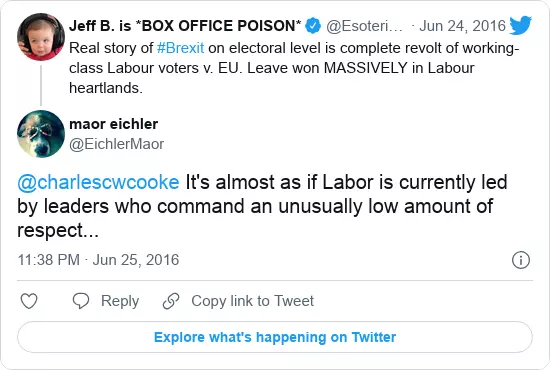 Jeff B. is *BOX OFFICE POISON* @Esoteri... · Jun 24, 2016
Real story of #Brexit on electoral level is complete revolt of working-
class Labour voters v. EU. Leave won MASSIVELY in Labour
heartlands.
maor eichler
@EichlerMaor
@charlescwcooke It's almost as if Labor is currently led
by leaders who command an unusually low amount of
respect...
11:38 PM · Jun 25, 2016
Reply Copy link to Tweet
Explore what's happening on Twitter